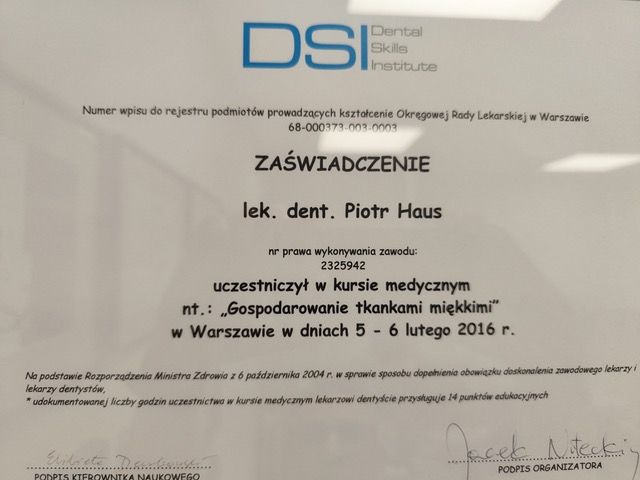 DSI Dental
Skills
Institute
Numer wpisu do rejestru podmiotów prowadzących kształcenie Okręgowej Rady Lekarskiej w Warszawie
68-000373-003-0003
ZAŚWIADCZENIE
lek. dent. Piotr Haus
nr prawa wykonywania zawodu:
2325942
uczestniczył w kursie medycznym
nt.: „Gospodarowanie tkankami miękkimi”
w Warszawie w dniach 5 - 6 lutego 2016 r.
Na podstawie Rozporządzenia Ministra Zdrowia z 6 października 2004 r. w sprawie sposobu dopełnienia obowiązku doskonalenia zawodowego lekarzy i
lekarzy dentystów,
* udokumentowanej liczby godzin uczestnictwa w kursie medycznym lekarzowi dentyście przysługuje 14 punktów edukacyjnych
Elżbieta
Jacek Notecki
PODPIS KIEROWNIKA NAUKOWEGO
PODPIS ORGANIZATORA